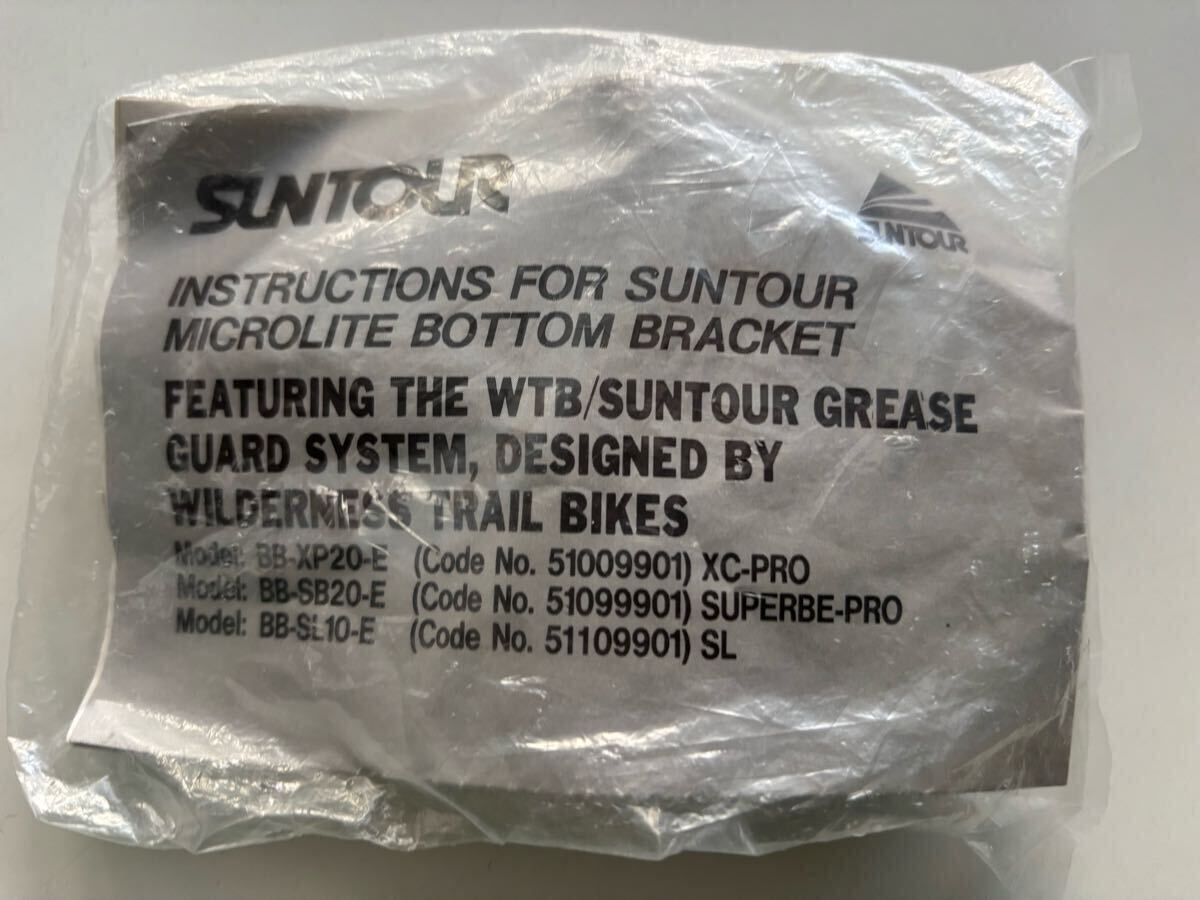 SUNTOUR
SUNTOUR
INSTRUCTIONS FOR SUNTOUR
MICROLITE BOTTOM BRACKET
FEATURING THE WTB/SUNTOUR GREASE
GUARD SYSTEM, DESIGNED BY
WILDERNESS TRAIL BIKES
Model: BB-XP20-E (Code No. 51009901) XC-PRO
Model: BB-SB20-E (Code No. 51099901) SUPERBE-PRO
Model: BB-SL10-E (Code No. 51109901) SL